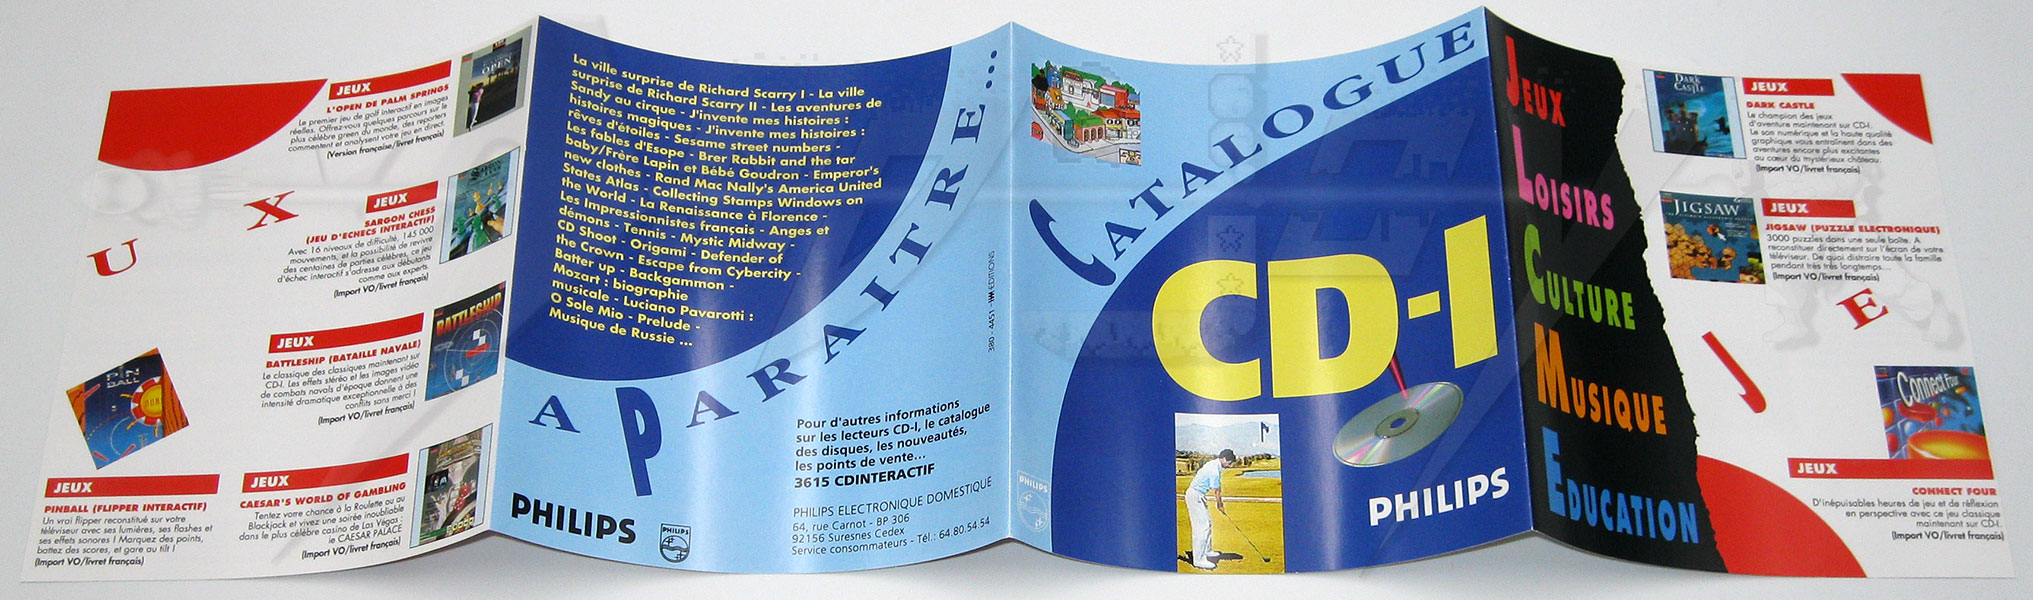 JEUX
L'OPEN DE PALM SPRINGS
Le premier jeu de golf interactif en images
réelles. Offrez-vous quelques parcours sur le
plus célèbre green du monde, des reporters
commentent et analysent votre jeu en direct.
(Version française/livret français)
OPEN
U X
JEUX
SARGON CHESS
(JEU D'ECHECS INTERACTIF)
Avec 16 niveaux de difficulté, 145 000
mouvements, et la possibilité de revivre
des centaines de parties célèbres, ce jeu
d'échec interactif s'adresse aux débutants
comme aux experts.
(Import VO/livret français)
JEUX
BATTLESHIP (BATAILLE NAVALE)
Le classique des classiques maintenant sur
CD-I. Les effets stéréo et les images vidéo
de combats navals d'époque donnent une
intensité dramatique exceptionnelle à des
conflits sans merci !
(Import VO/livret français)
BATTLESHIP
PIN
BALL
JEUX
PINBALL (FLIPPER INTERACTIF)
Un vrai flipper reconstitué sur votre
téléviseur avec ses lumières, ses flashes et
ses effets sonores ! Marquez des points,
battez des scores, et gare au tilt !
(Import VO/livret français)
JEUX
CAESAR'S WORLD OF GAMBLING
Tentez votre chance à la Roulette ou au
Blackjack et vivez une soirée inoubliable
dans le plus célèbre casino de Las Vegas :
le CAESAR PALACE
(Import VO/livret français)
La ville surprise de Richard Scarry I - La ville
surprise de Richard Scarry II - Les aventures de
Sandy au cirque - J'invente mes histoires :
histoires magiques - J'invente mes histoires :
rêves d'étoiles - Sesame street numbers -
Les fables d'Esope - Brer Rabbit and the tar
baby/Frère Lapin et Bébé Goudron - Emperor's
new clothes - Rand Mac Nally's America United
States Atlas - Collecting Stamps Windows on
the World - La Renaissance à Florence -
Les Impressionnistes français - Anges et
démons - Tennis - Mystic Midway -
CD Shoot - Origami - Defender of
the Crown - Escape from Cybercity -
Batter up - Backgammon -
Mozart : biographie
musicale - Luciano Pavarotti :
O Sole Mio - Prelude -
Musique de Russie ...
A PARAITRE...
Pour d'autres informations
sur les lecteurs CD-I, le catalogue
des disques, les nouveautés,
les points de vente...
3615 CDINTERACTIF
PHILIPS ELECTRONIQUE DOMESTIQUE
64, rue Carnot - BP 306
92156 Suresnes Cedex
Service consommateurs - Tél.: 64.80.54.54
PHILIPS
PHILIPS
380 - 4451 - EDITIONS
CATALOGUE
CD-I
PHILIPS
PHILIPS
JEUX
LOISIRS
CULTURE
MUSIQUE
EDUCATION
DARK
CASTLE
JEUX
DARK CASTLE
Le champion des jeux
d'aventure maintenant sur CD-I.
Le son numérique et la haute qualité
graphique vous entraînent dans des
aventures encore plus excitantes
au cœur du mystérieux château.
(Import VO/livret français)
JIGSAW
JEUX
JIGSAW (PUZZLE ELECTRONIQUE)
3000 puzzles dans une seule boîte. A
reconstituer directement sur l'écran de votre
téléviseur. De quoi distraire toute la famille
pendant très très longtemps...
(Import VO/livret français)
J E
Connect Four
JEUX
CONNECT FOUR
D'inépuisables heures de jeu et de réflexion
en perspective avec ce jeu classique
maintenant sur CD-I.
(Import VO/livret français)